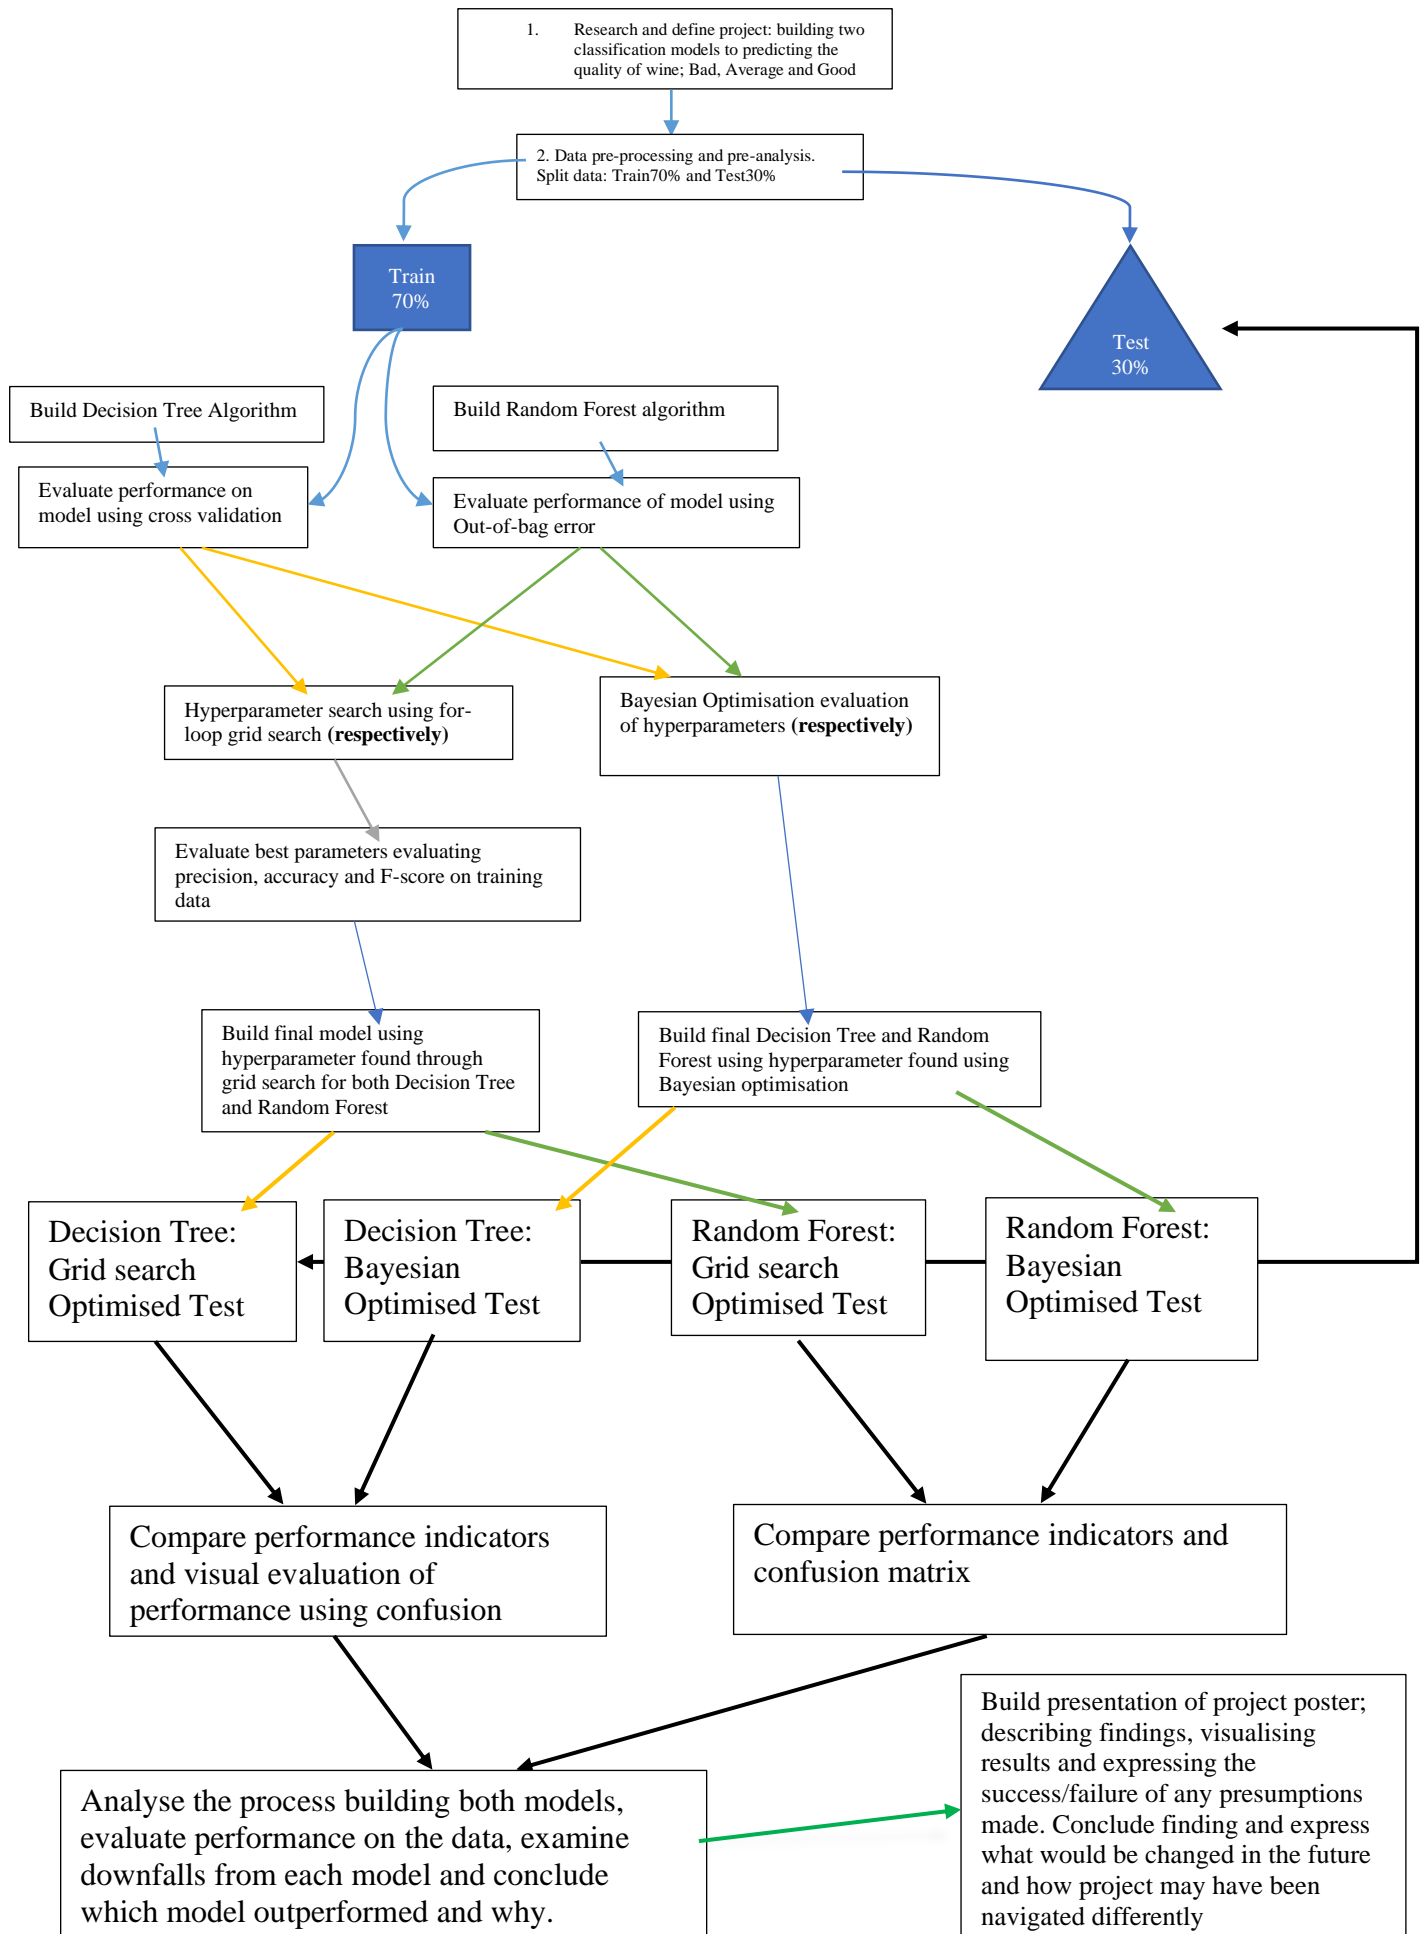 1. Research and define project: building two
classification models to predicting the
quality of wine; Bad, Average and Good
2. Data pre-processing and pre-analysis.
Split data: Train70% and Test30%
Train
70%
Test
30%
Build Decision Tree Algorithm
Build Random Forest algorithm
Evaluate performance on
model using cross validation
Evaluate performance of model using
Out-of-bag error
Hyperparameter search using for-
loop grid search (respectively)
Bayesian Optimisation evaluation
of hyperparameters (respectively)
Evaluate best parameters evaluating
precision, accuracy and F-score on training
data
Build final model using
hyperparameter found through
grid search for both Decision Tree
and Random Forest
Build final Decision Tree and Random
Forest using hyperparameter found using
Bayesian optimisation
Decision Tree:
Grid search
Optimised Test
Decision Tree:
Bayesian
Optimised Test
Random Forest:
Grid search
Optimised Test
Random Forest:
Bayesian
Optimised Test
Compare performance indicators
and visual evaluation of
performance using confusion
Compare performance indicators and
confusion matrix
Analyse the process building both models,
evaluate performance on the data, examine
downfalls from each model and conclude
which model outperformed and why.
Build presentation of project poster;
describing findings, visualising
results and expressing the
success/failure of any presumptions
made. Conclude finding and express
what would be changed in the future
and how project may have been
navigated differently